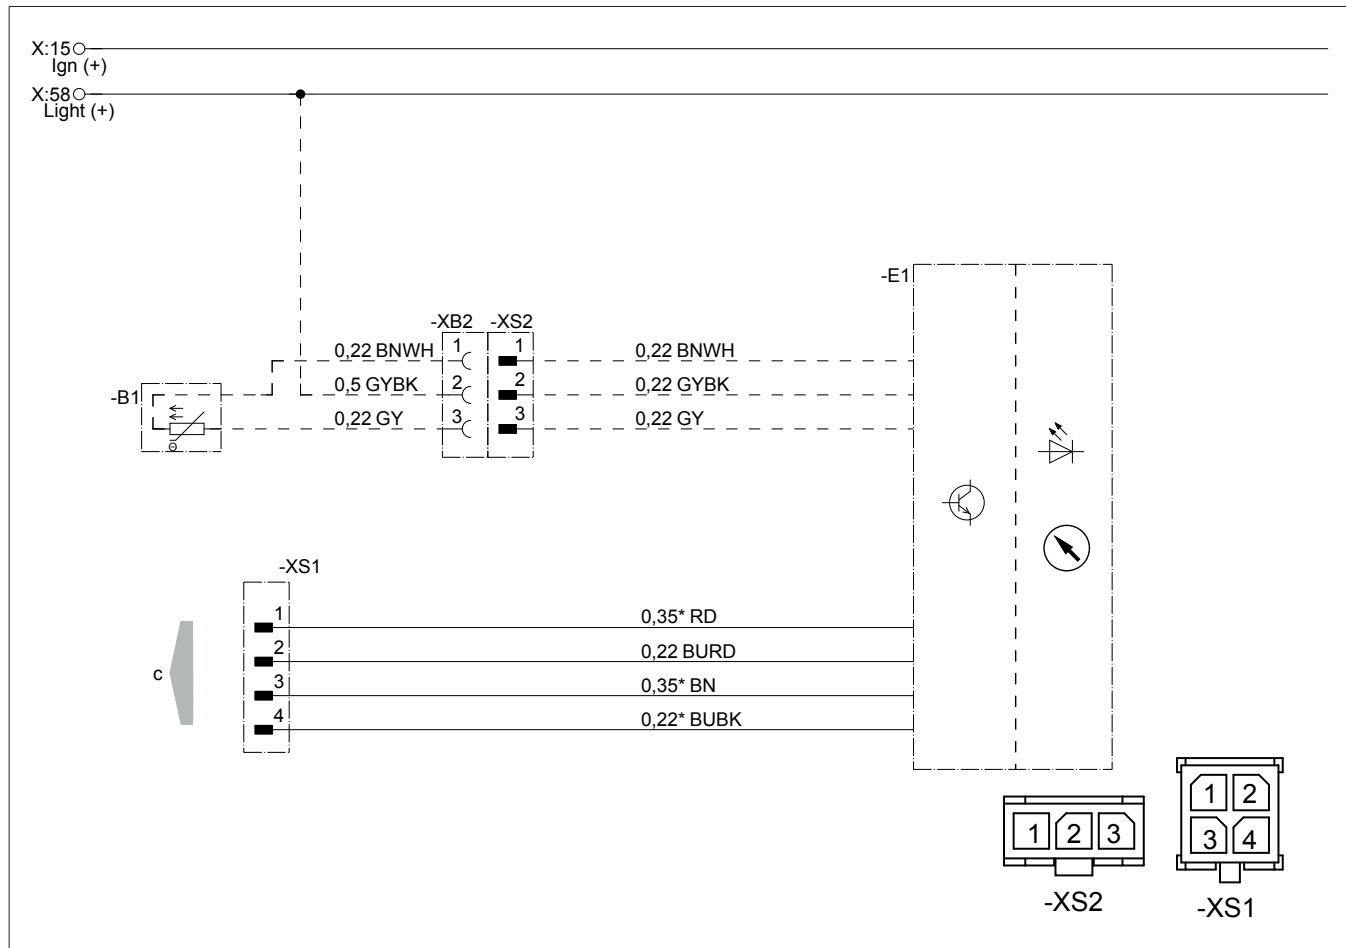 X:15
Ign (+)
X:58
Light (+)
-E1
-XB2 -XS2
0,22 BNWH 1 1 0,22 BNWH
0,5 GYBK 2 2 0,22 GYBK
-B1
0,22 GY 3 3 0,22 GY
Θ
-XS1
1 0,35* RD
2 0,22 BURD
c
3 0,35* BN
4 0,22* BUBK
1 2
1 2 3
3 4
-XS2
-XS1